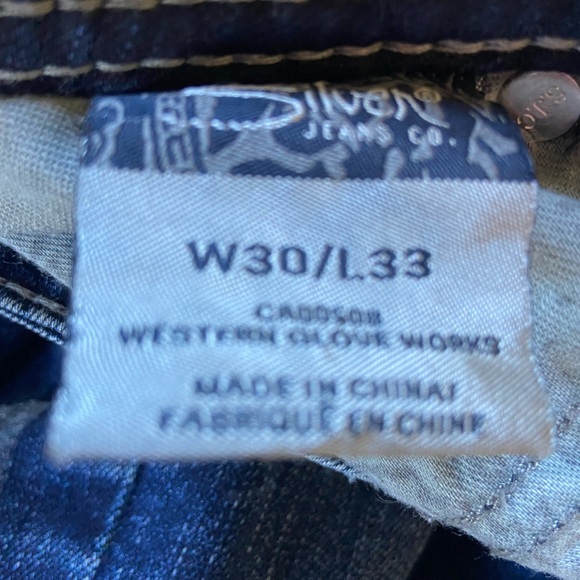 Silver®
JEANS CO.
S.J.C
W30/L33
CA00508
WESTERN GLOVE WORKS
MADE IN CHINA/
FABRIQUÉ EN CHINE